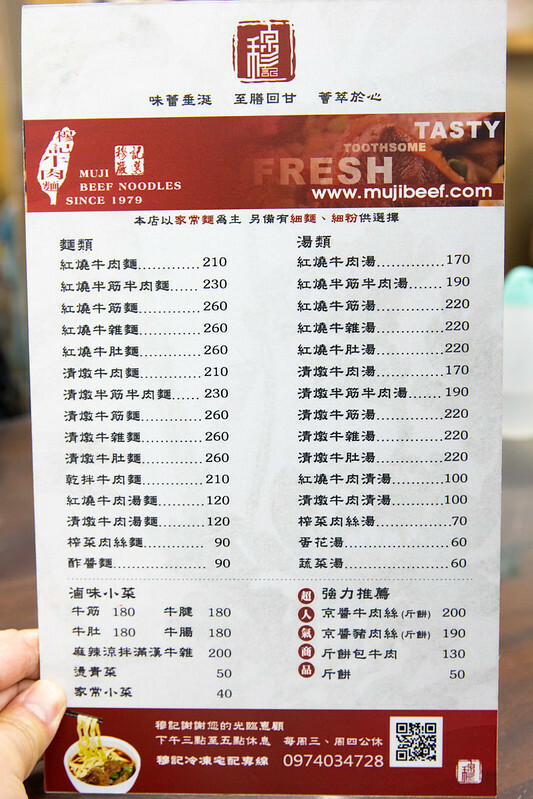 穆記
味蕾垂涎 至膳回甘 薈萃於心
TASTY
TOOTHSOME
FRESH
www.mujibeef.com
穆記牛肉麵
MUJI
BEEF NOODLES
SINCE 1979
本店以家常麵為主 另備有細麵、細粉供選擇
麵類
紅燒牛肉麵............. 210
紅燒半筋半肉麵...... 230
紅燒牛筋麵............. 260
紅燒牛雜麵............. 260
紅燒牛肚麵............. 260
清燉牛肉麵............. 210
清燉半筋半肉麵...... 230
清燉牛筋麵............. 260
清燉牛雜麵............. 260
清燉牛肚麵............. 260
乾拌牛肉麵............. 210
紅燒牛肉湯麵.......... 120
清燉牛肉湯麵.......... 120
榨菜肉絲麵............. 90
酢醬麵.................... 90
湯類
紅燒牛肉湯............. 170
紅燒半筋半肉湯...... 190
紅燒牛筋湯............. 220
紅燒牛雜湯............. 220
紅燒牛肚湯............. 220
清燉牛肉湯............. 170
清燉半筋半肉湯...... 190
清燉牛筋湯............. 220
清燉牛雜湯............. 220
清燉牛肚湯............. 220
紅燒牛肉清湯.......... 100
清燉牛肉清湯.......... 100
榨菜肉絲湯............. 70
蛋花湯.................... 60
蔬菜湯.................... 60
滷味小菜
牛筋 180 牛腱 180
牛肚 180 牛腸 180
麻辣涼拌滿漢牛雜 200
燙青菜 50
家常小菜 40
超人氣商品
強力推薦
京醬牛肉絲(斤餅) 200
京醬豬肉絲(斤餅) 190
斤餅包牛肉 130
斤餅 50
穆記謝謝您的光臨惠顧
下午三點至五點休息 每周三、周四公休
穆記冷凍宅配專線 0974034728